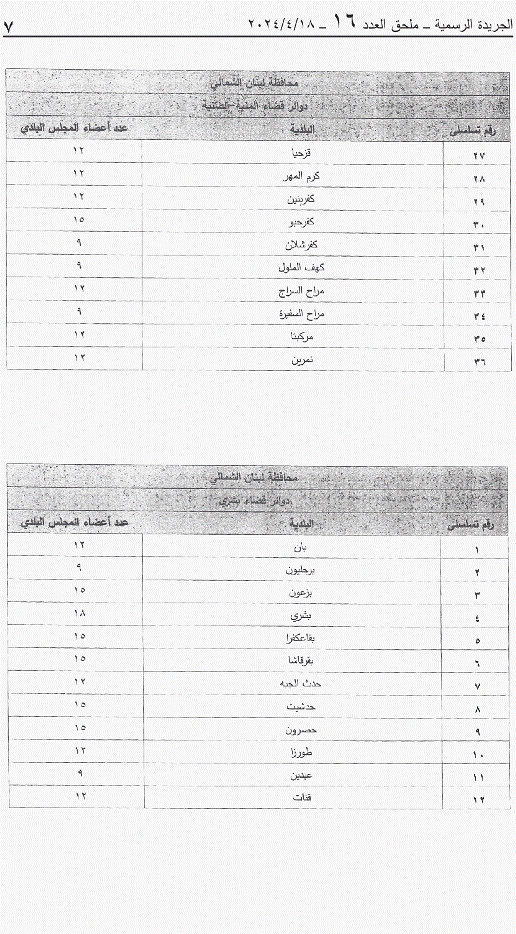 الجريدة الرسمية ــ ملحق العدد ١٦ ــ ٢٠٢٤/٤/١٨ ٧
محافظة لبنان الشمالي
دوائر قضاء المنية-الضنية
رقم تسلسلي البلدية عدد أعضاء المجلس البلدي
٢٧ قرحيا ١٢
٢٨ كرم المهر ١٢
٢٩ كفربنين ١٢
٣٠ كفرحبو ١٥
٣١ كفرشلان ٩
٣٢ كهف الملول ٩
٣٣ مراح السراج ١٢
٣٤ مراح السفيرة ٩
٣٥ مركبتا ١٢
٣٦ نمرين ١٢
محافظة لبنان الشمالي
دوائر قضاء بشري
رقم تسلسلي البلدية عدد أعضاء المجلس البلدي
١ بان ١٢
٢ برحليون ٩
٣ بزعون ١٥
٤ بشري ١٨
٥ بقاعكفرا ١٥
٦ بقرقاشا ١٥
٧ حدث الجبه ١٢
٨ حدشيت ١٥
٩ حصرون ١٥
١٠ طورزا ١٢
١١ عبدين ٩
١٢ قنات ١٢